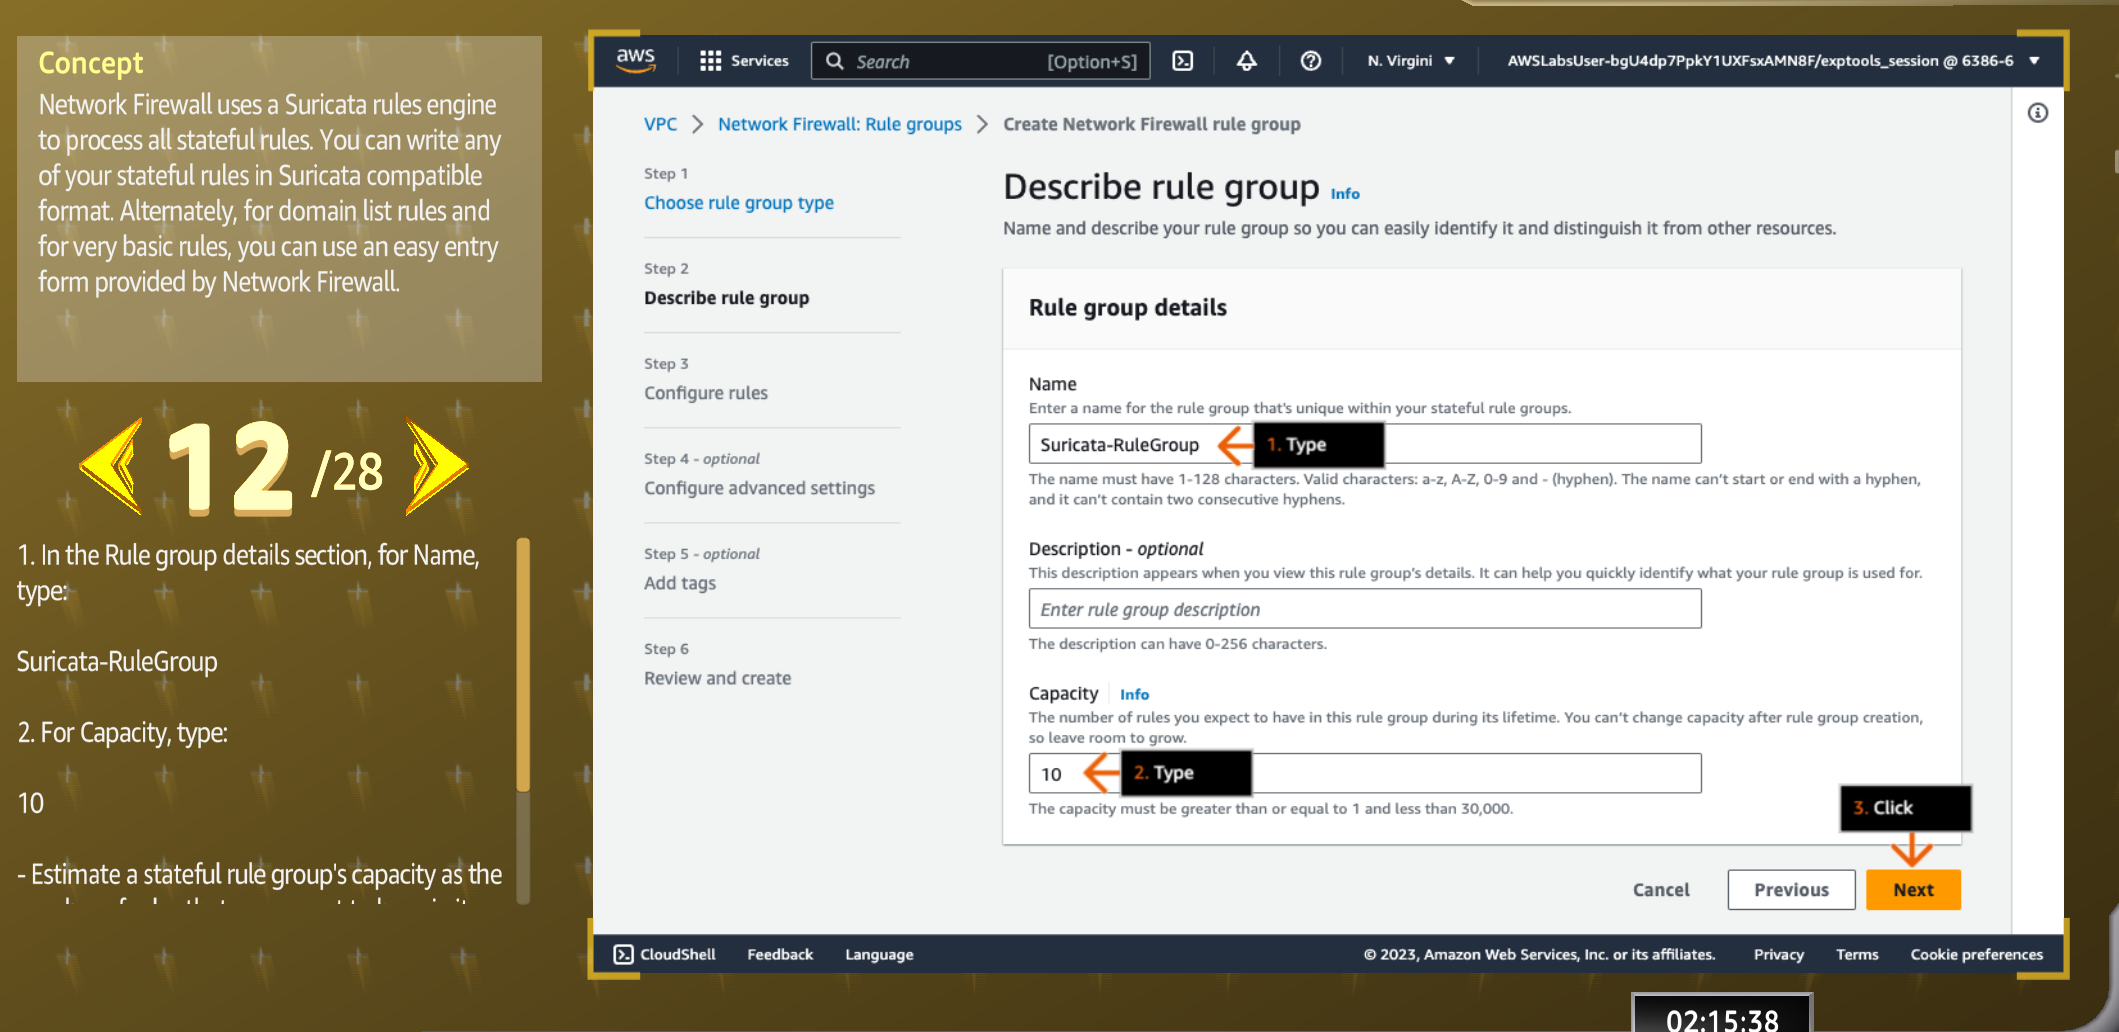 Concept
Network Firewall uses a Suricata rules engine
to process all stateful rules. You can write any
of your stateful rules in Suricata compatible
format. Alternately, for domain list rules and
for very basic rules, you can use an easy entry
form provided by Network Firewall.
12 /28
1. In the Rule group details section, for Name,
type:
Suricata-RuleGroup
2. For Capacity, type:
10
- Estimate a stateful rule group's capacity as the
aws Services Search [Option+S] N. Virgini AWSLabsUser-bgU4dp7PpkY1UXFsxAMN8F/exptools_session @ 6386-6
VPC > Network Firewall: Rule groups > Create Network Firewall rule group
Step 1
Choose rule group type
Step 2
Describe rule group
Step 3
Configure rules
Step 4 - optional
Configure advanced settings
Step 5 - optional
Add tags
Step 6
Review and create
Describe rule group Info
Name and describe your rule group so you can easily identify it and distinguish it from other resources.
Rule group details
Name
Enter a name for the rule group that's unique within your stateful rule groups.
Suricata-RuleGroup 1. Type
The name must have 1-128 characters. Valid characters: a-z, A-Z, 0-9 and - (hyphen). The name can't start or end with a hyphen,
and it can't contain two consecutive hyphens.
Description - optional
This description appears when you view this rule group's details. It can help you quickly identify what your rule group is used for.
Enter rule group description
The description can have 0-256 characters.
Capacity Info
The number of rules you expect to have in this rule group during its lifetime. You can't change capacity after rule group creation,
so leave room to grow.
10 2. Type
The capacity must be greater than or equal to 1 and less than 30,000.
3. Click
Cancel Previous Next
CloudShell Feedback Language © 2023, Amazon Web Services, Inc. or its affiliates. Privacy Terms Cookie preferences
02:15:38